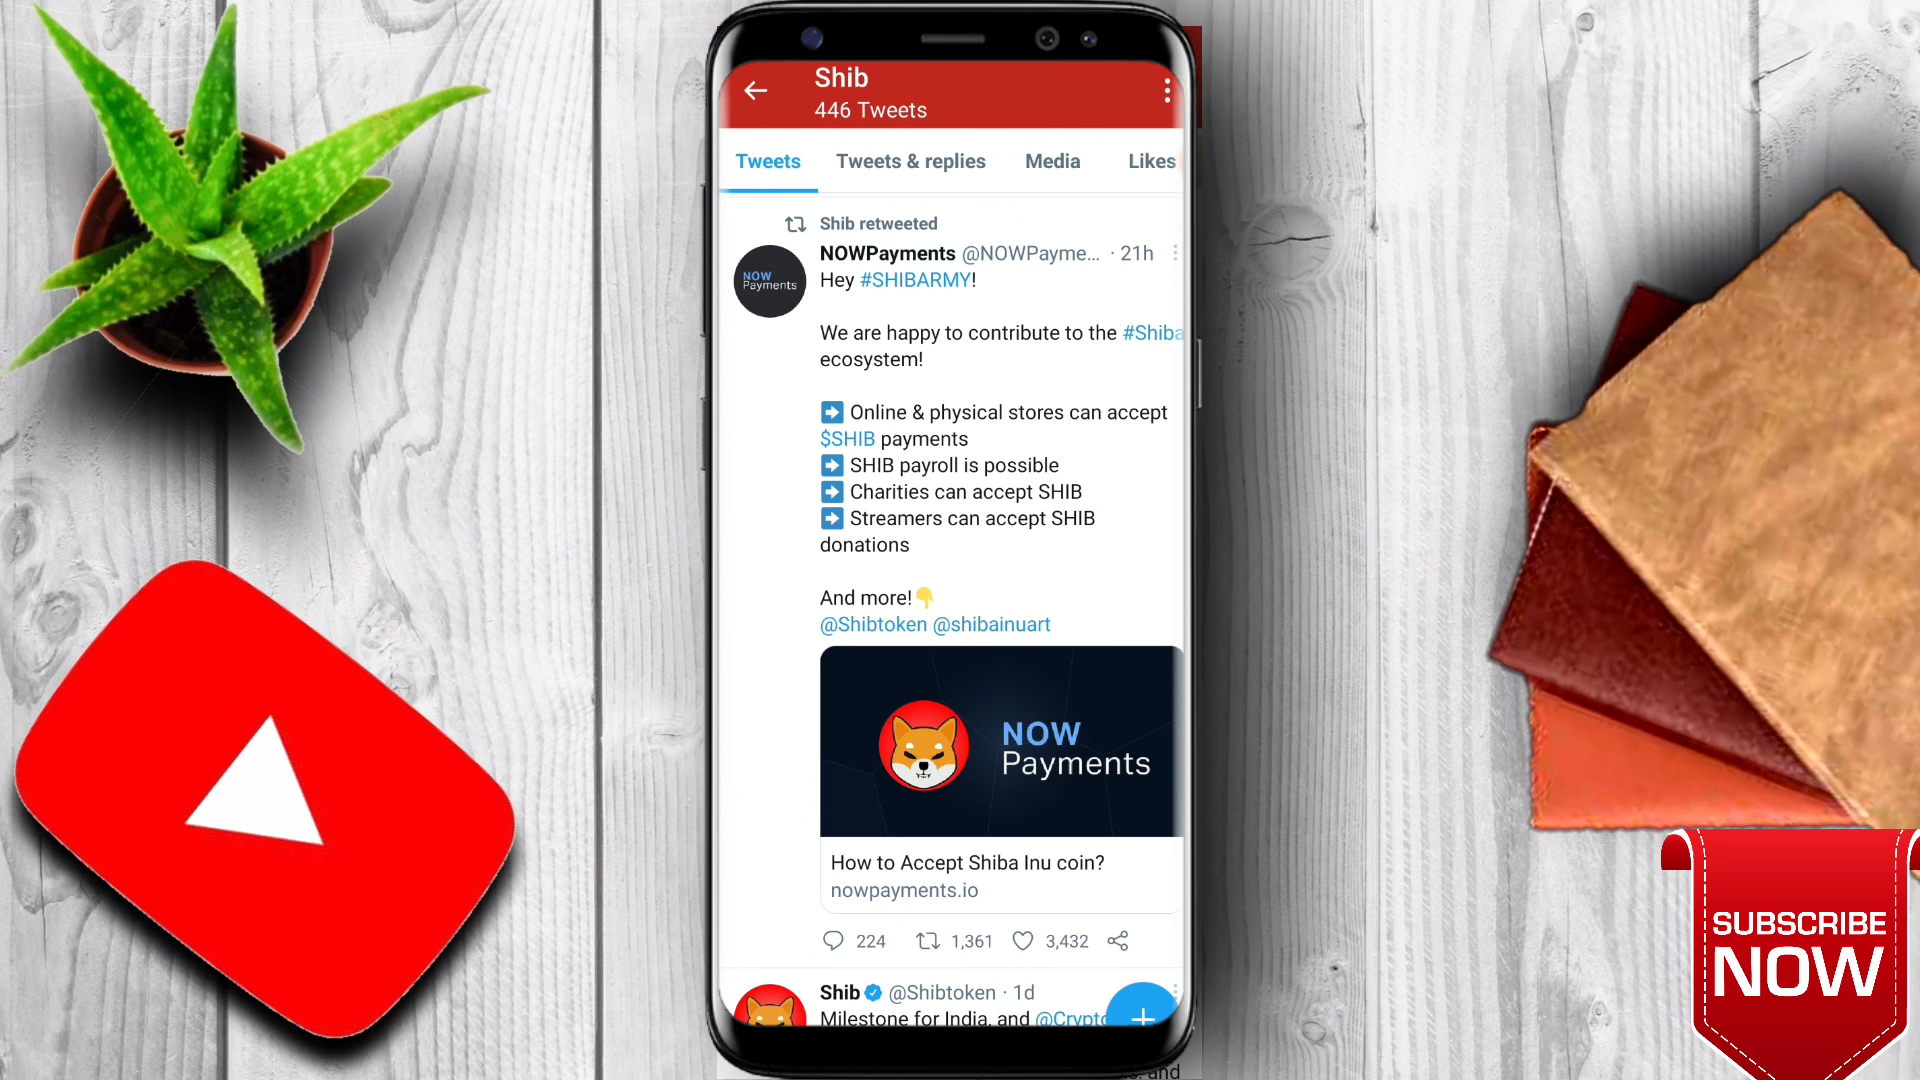 Shib
446 Tweets
Tweets Tweets & replies Media Likes
Shib retweeted
NOWPayments @NOWPayme... · 21h
NOW
Payments
Hey #SHIBARMY!
We are happy to contribute to the #Shiba
ecosystem!
➡️ Online & physical stores can accept
$SHIB payments
➡️ SHIB payroll is possible
➡️ Charities can accept SHIB
➡️ Streamers can accept SHIB
donations
And more!👇
@Shibtoken @shibainuart
NOW
Payments
How to Accept Shiba Inu coin?
nowpayments.io
224 1,361 3,432
Shib @Shibtoken · 1d
Milestone for India, and @Crypto
and
SUBSCRIBE
NOW